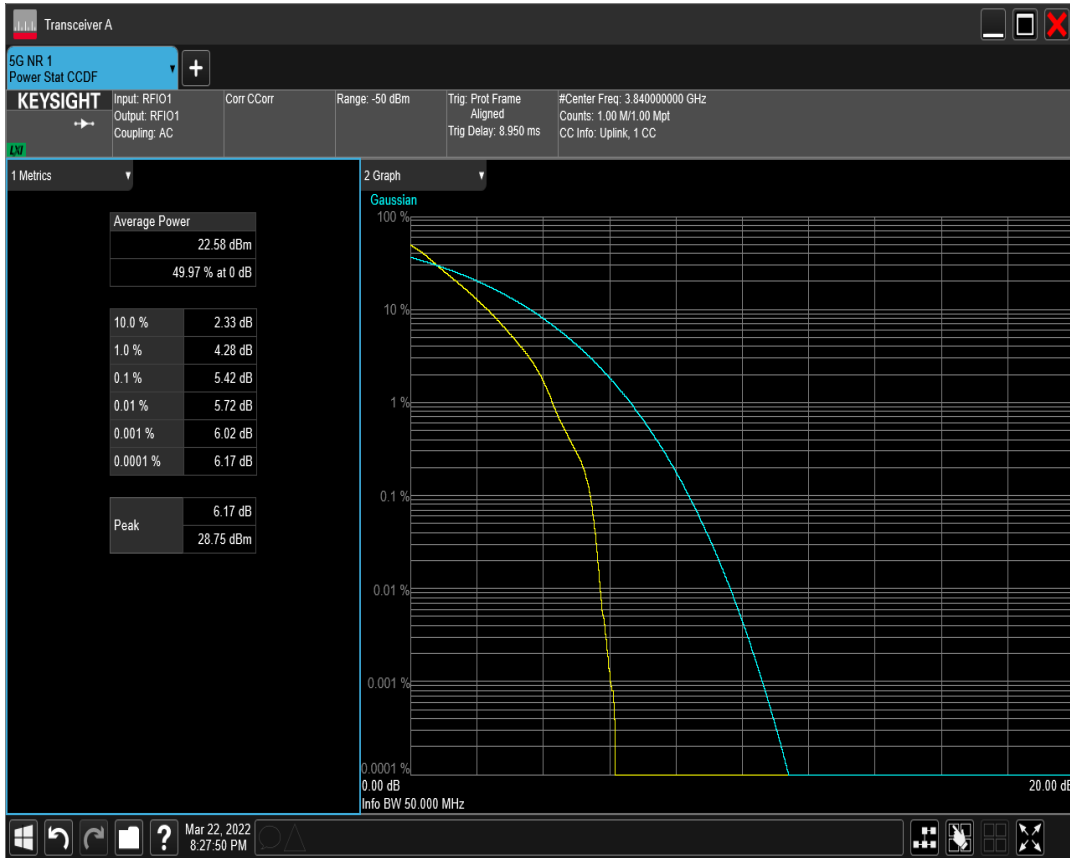 Transceiver A
5G NR 1
Power Stat CCDF
KEYSIGHT
LXI
Input: RFIO1
Output: RFIO1
Coupling: AC
Corr CCorr
Range: -50 dBm
Trig: Prot Frame
Aligned
Trig Delay: 8.950 ms
#Center Freq: 3.840000000 GHz
Counts: 1.00 M/1.00 Mpt
CC Info: Uplink, 1 CC
1 Metrics
Average Power
22.58 dBm
49.97 % at 0 dB
10.0 % 2.33 dB
1.0 % 4.28 dB
0.1 % 5.42 dB
0.01 % 5.72 dB
0.001 % 6.02 dB
0.0001 % 6.17 dB
Peak 6.17 dB
28.75 dBm
2 Graph
Gaussian
100 %
10 %
1 %
0.1 %
0.01 %
0.001 %
0.0001 %
0.00 dB 20.00 dB
Info BW 50.000 MHz
? Mar 22, 2022
8:27:50 PM